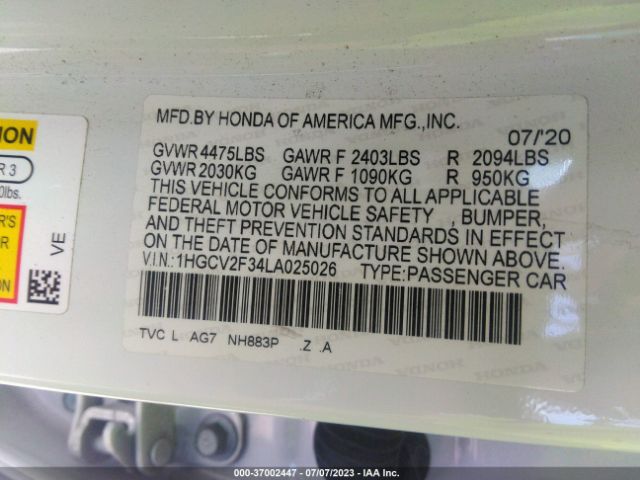 MFD.BY HONDA OF AMERICA MFG.,INC.
07/'20
GVWR 4475LBS GAWR F 2403LBS R 2094LBS
GVWR 2030KG GAWR F 1090KG R 950KG
THIS VEHICLE CONFORMS TO ALL APPLICABLE
FEDERAL MOTOR VEHICLE SAFETY , BUMPER,
AND THEFT PREVENTION STANDARDS IN EFFECT
ON THE DATE OF MANUFACTURE SHOWN ABOVE.
V.I.N.: 1HGCV2F34LA025026 TYPE:PASSENGER CAR
TVC L AG7 NH883P .Z .A
VE
R 3
0lbs.
000-37002447 - 07/07/2023 - IAA Inc.